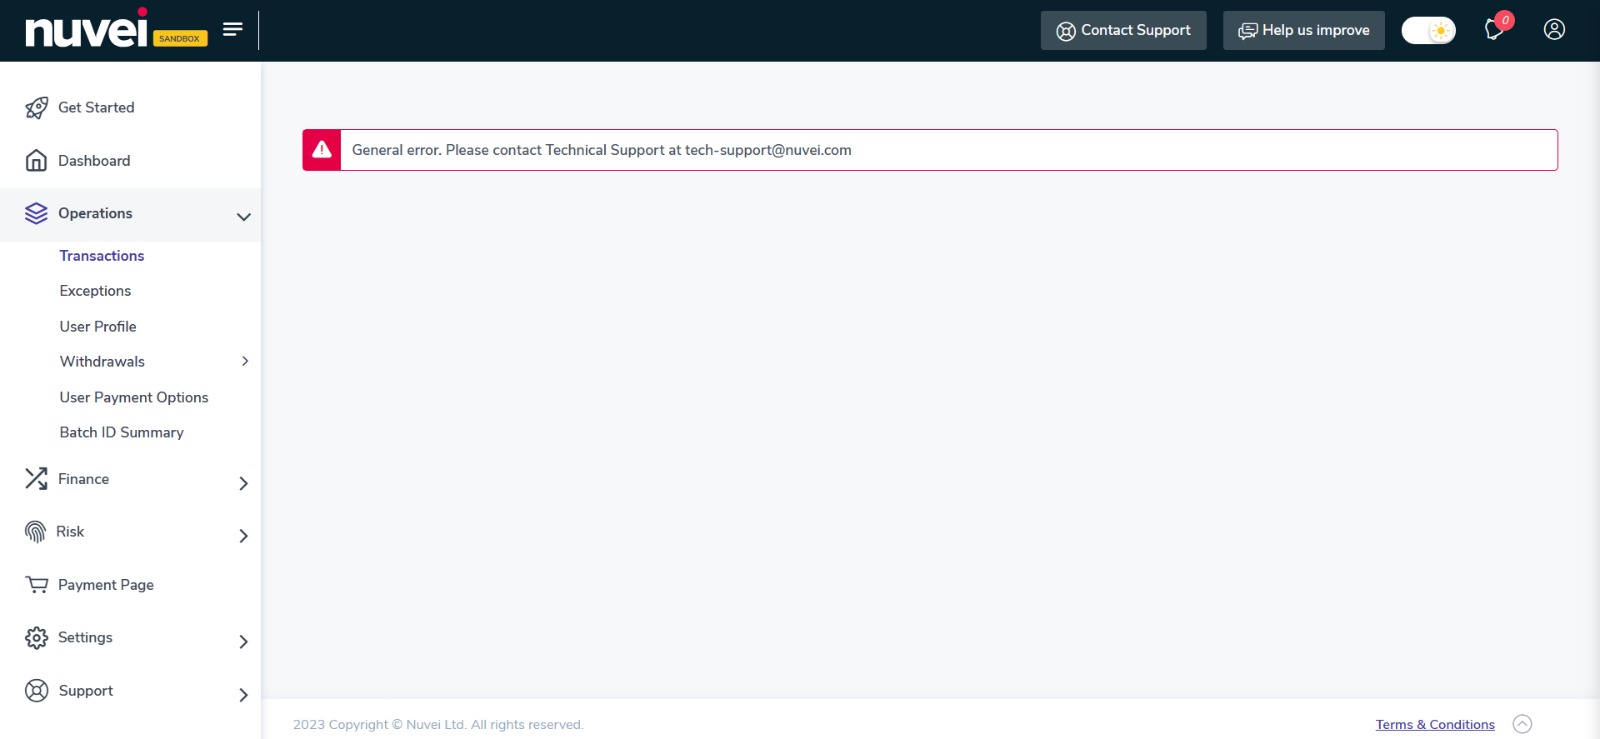 nuvei SANDBOX
Contact Support
Help us improve
0
Get Started
Dashboard
Operations
Transactions
Exceptions
User Profile
Withdrawals
User Payment Options
Batch ID Summary
Finance
Risk
Payment Page
Settings
Support
General error. Please contact Technical Support at tech-support@nuvei.com
2023 Copyright © Nuvei Ltd. All rights reserved.
Terms & Conditions